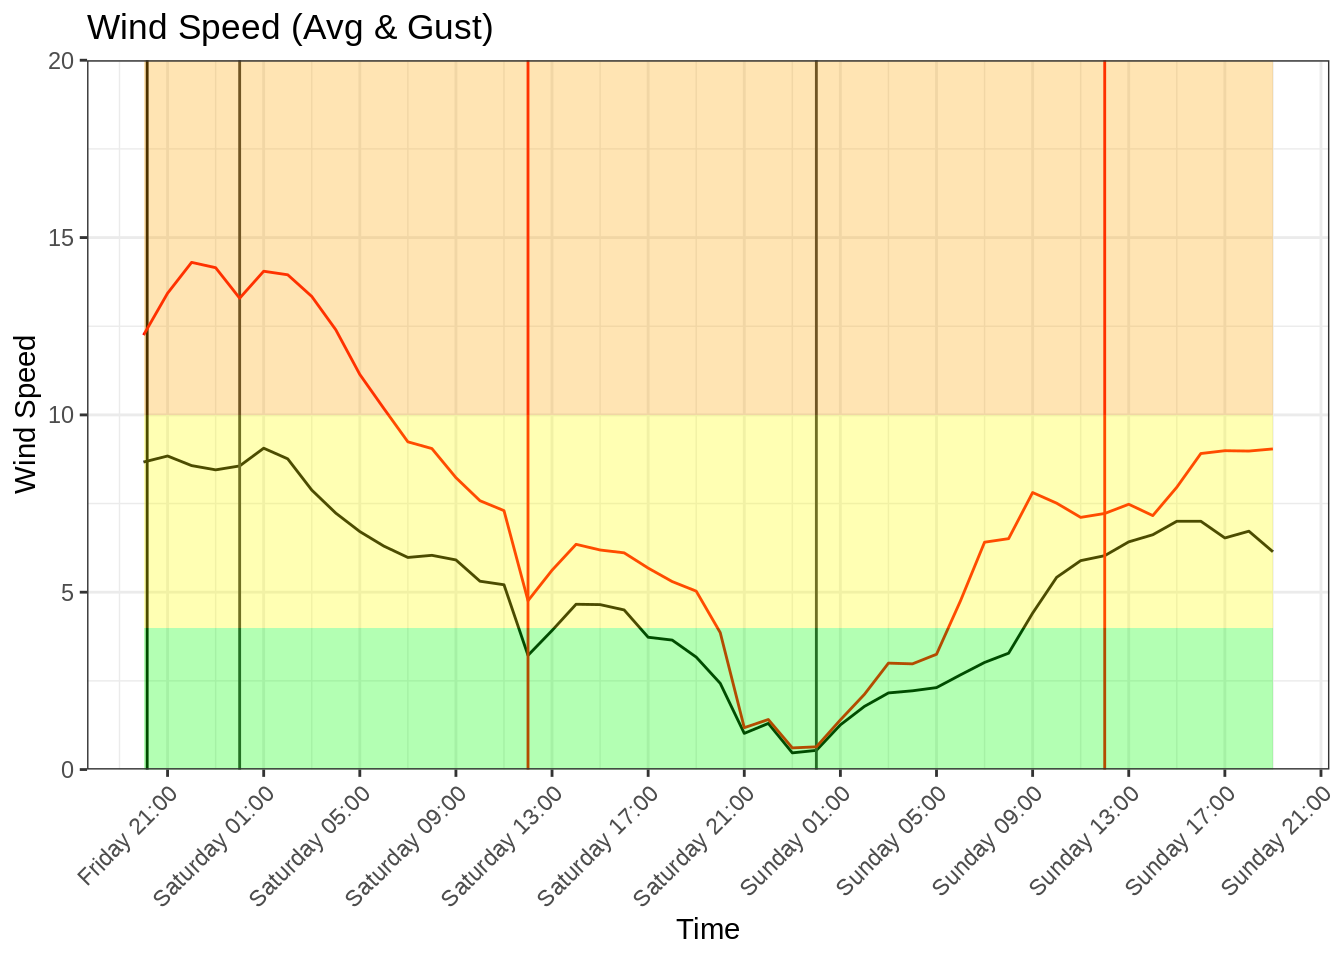 Wind Speed (Avg & Gust)
20
15
10
5
0
Wind Speed
Friday 21:00
Saturday 01:00
Saturday 05:00
Saturday 09:00
Saturday 13:00
Saturday 17:00
Saturday 21:00
Sunday 01:00
Sunday 05:00
Sunday 09:00
Sunday 13:00
Sunday 17:00
Sunday 21:00
Time